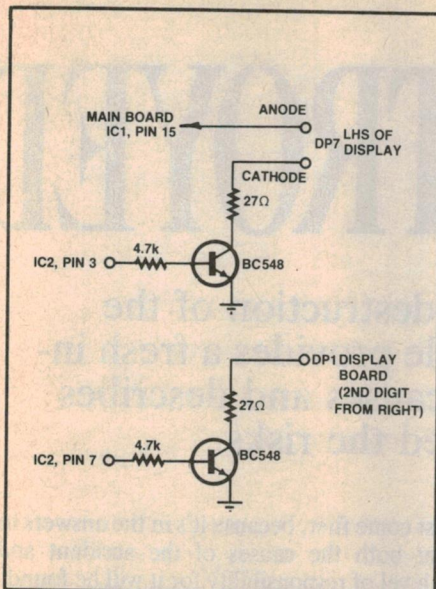 MAIN BOARD
IC1, PIN 15
ANODE
DP7 LHS OF
DISPLAY
CATHODE
27Ω
4.7k
IC2, PIN 3
BC548
DP1 DISPLAY
BOARD
(2ND DIGIT
FROM RIGHT)
27Ω
4.7k
IC2, PIN 7
BC548